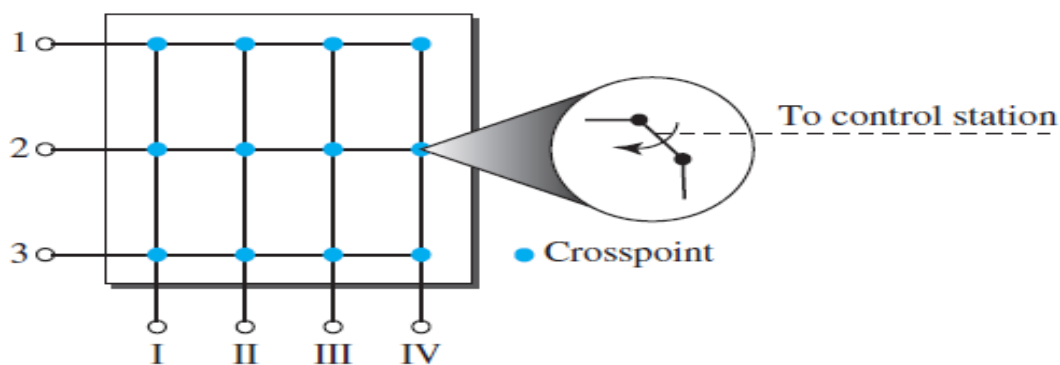 1
To control station
2
3
Crosspoint
I II III IV